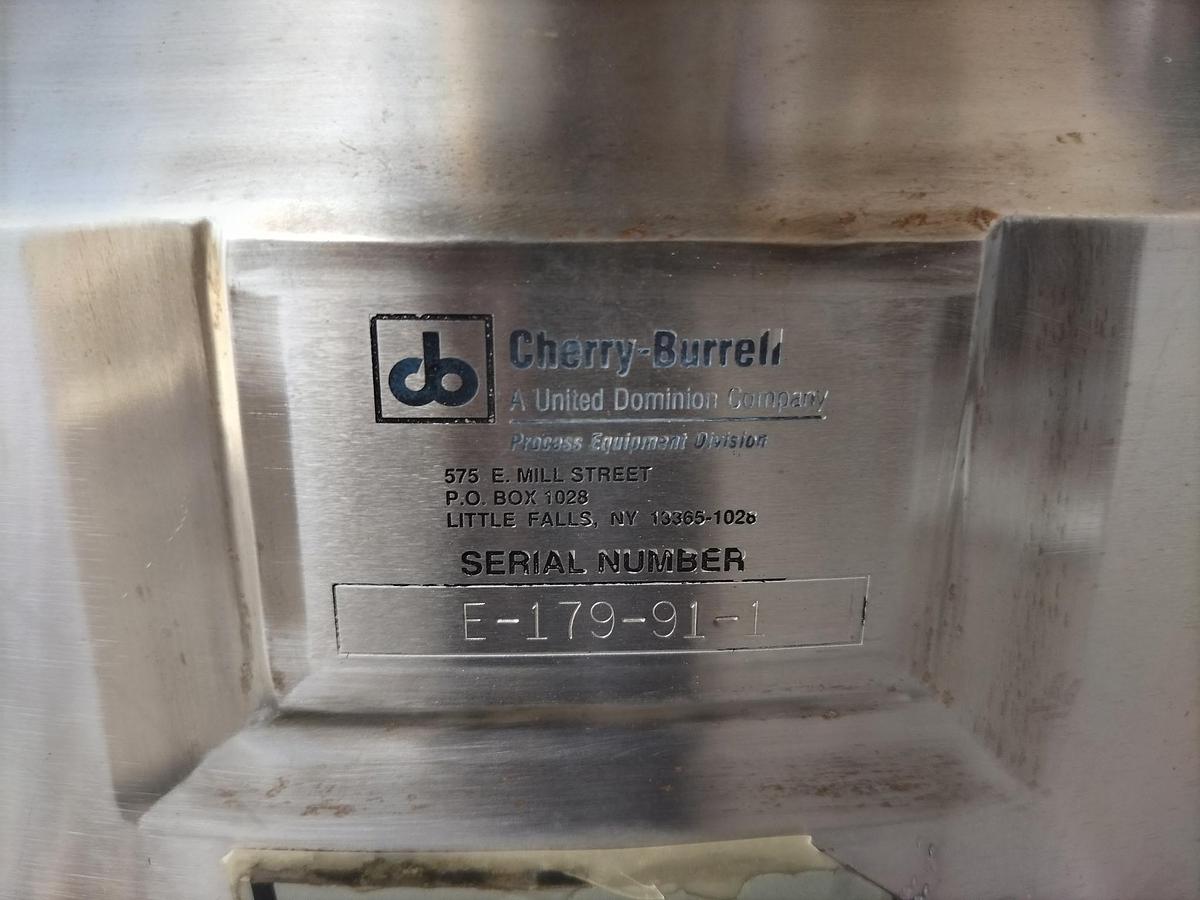 cb
Cherry-Burrell
A United Dominion Company
Process Equipment Division
575 E. MILL STREET
P.O. BOX 1028
LITTLE FALLS, NY 13365-1028
SERIAL NUMBER
E-179-91-1